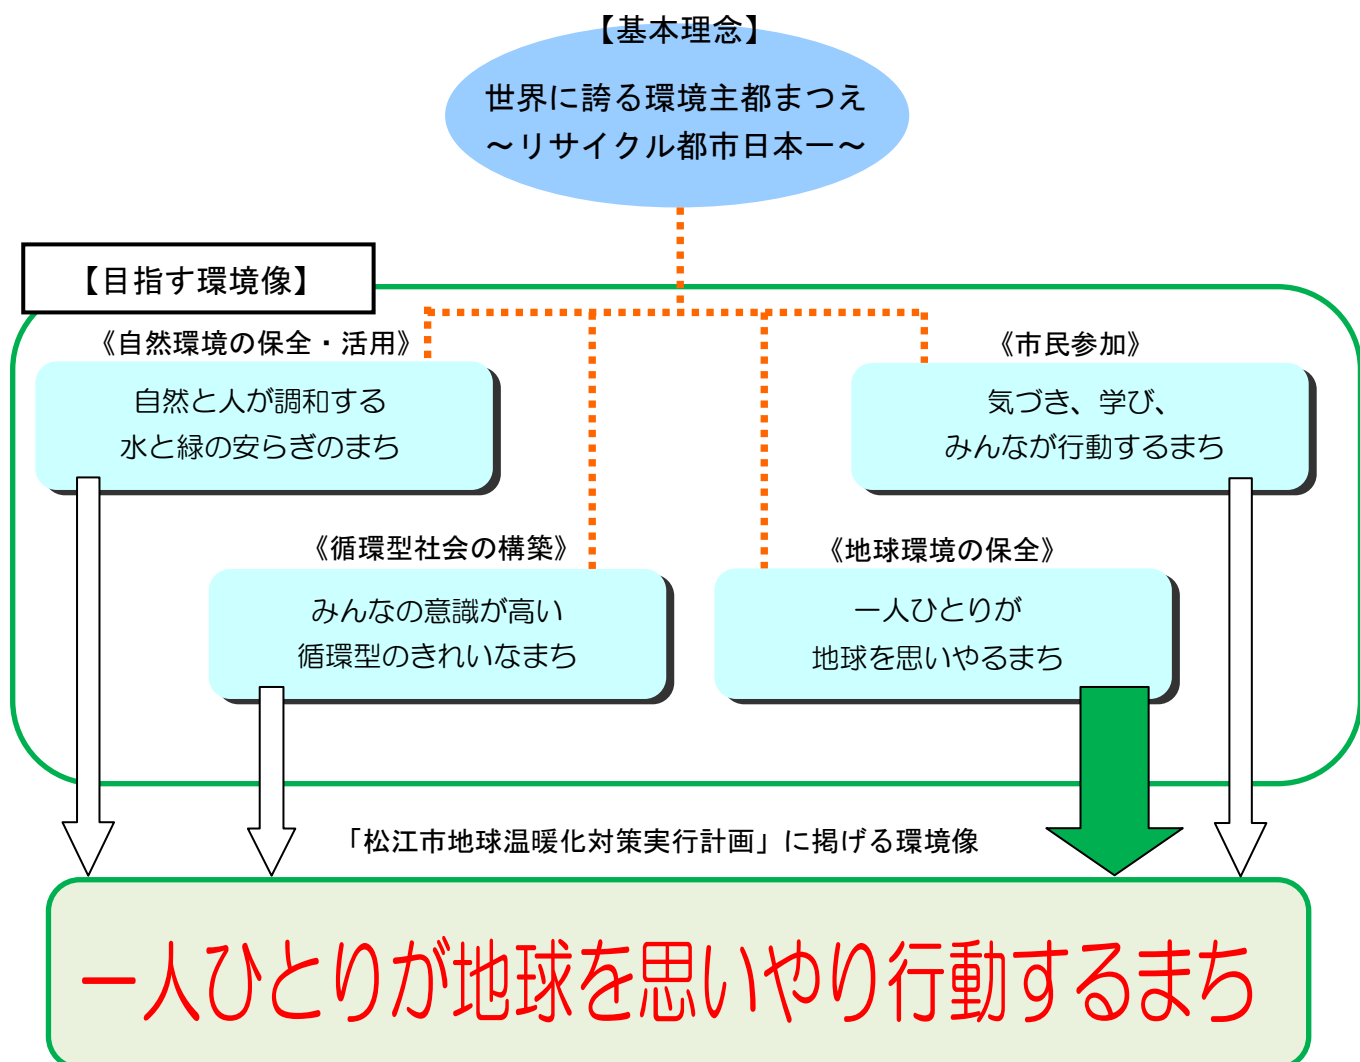 【基本理念】
世界に誇る環境主都まつえ
～リサイクル都市日本一～
【目指す環境像】
《自然環境の保全・活用》
自然と人が調和する
水と緑の安らぎのまち
《市民参加》
気づき、学び、
みんなが行動するまち
《循環型社会の構築》
みんなの意識が高い
循環型のきれいなまち
《地球環境の保全》
一人ひとりが
地球を思いやるまち
「松江市地球温暖化対策実行計画」に掲げる環境像
一人ひとりが地球を思いやり行動するまち